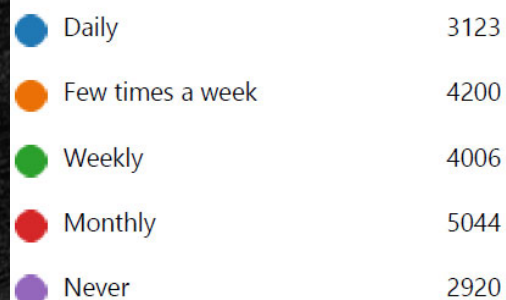 Daily 3123
Few times a week 4200
Weekly 4006
Monthly 5044
Never 2920